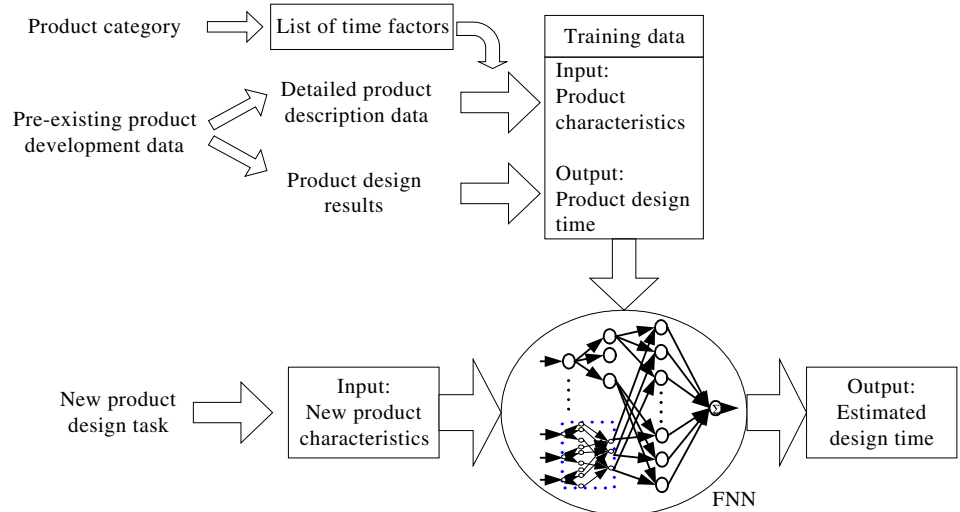 Product category
List of time factors
Training data
Input:
Product
characteristics
Output:
Product design
time
Detailed product
description data
Pre-existing product
development data
Product design
results
New product
design task
Input:
New product
characteristics
Σ
FNN
Output:
Estimated
design time